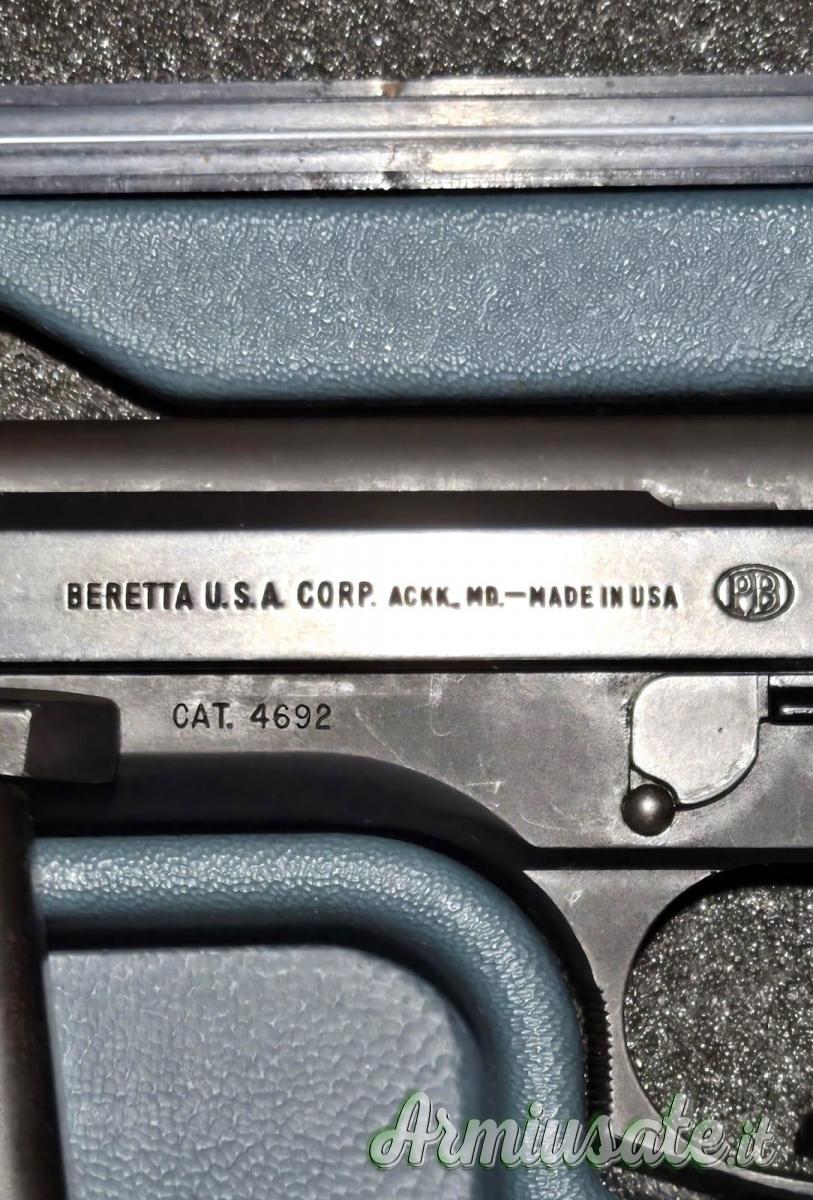 BERETTA U.S.A. CORP. ACKK., MD.—MADE IN USA PB
CAT. 4692
Armiusate.it